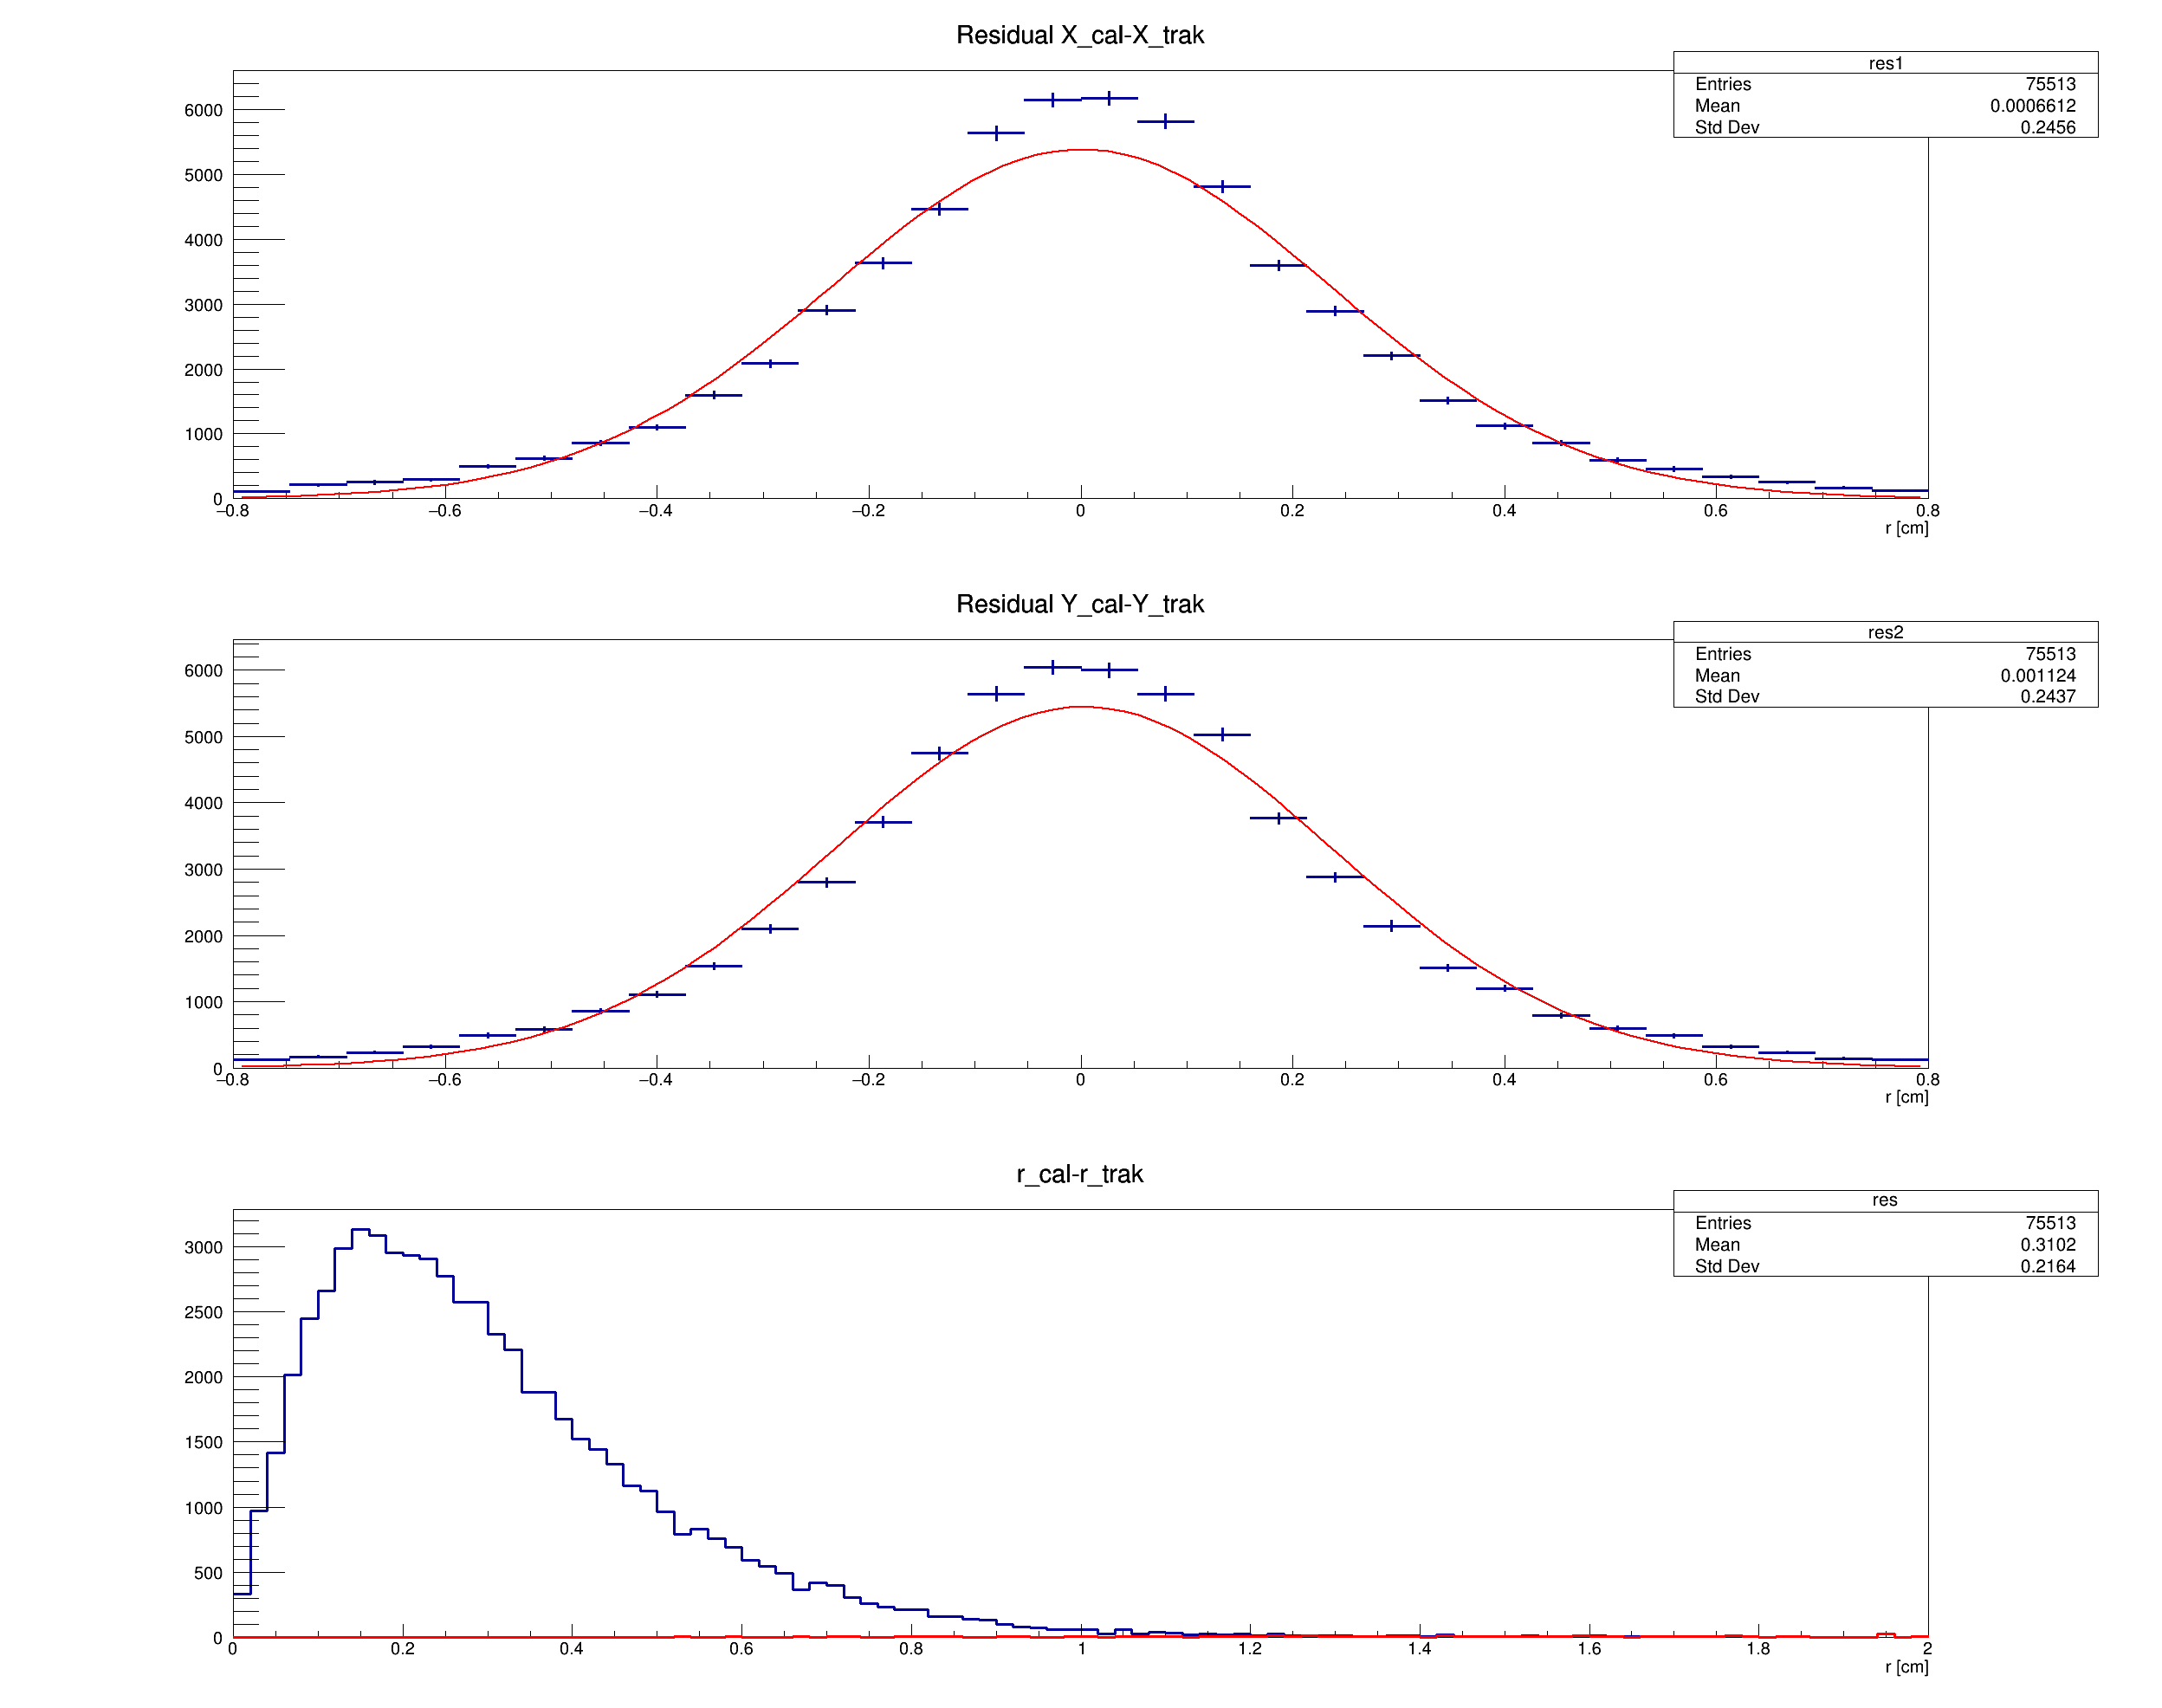 Residual X_cal-X_trak
res1
Entries 75513
Mean 0.0006612
Std Dev 0.2456
6000
5000
4000
3000
2000
1000
0
−0.8 −0.6 −0.4 −0.2 0 0.2 0.4 0.6 0.8
r [cm]
Residual Y_cal-Y_trak
res2
Entries 75513
Mean 0.001124
Std Dev 0.2437
6000
5000
4000
3000
2000
1000
0
−0.8 −0.6 −0.4 −0.2 0 0.2 0.4 0.6 0.8
r [cm]
r_cal-r_trak
res
Entries 75513
Mean 0.3102
Std Dev 0.2164
3000
2500
2000
1500
1000
500
0
0 0.2 0.4 0.6 0.8 1 1.2 1.4 1.6 1.8 2
r [cm]